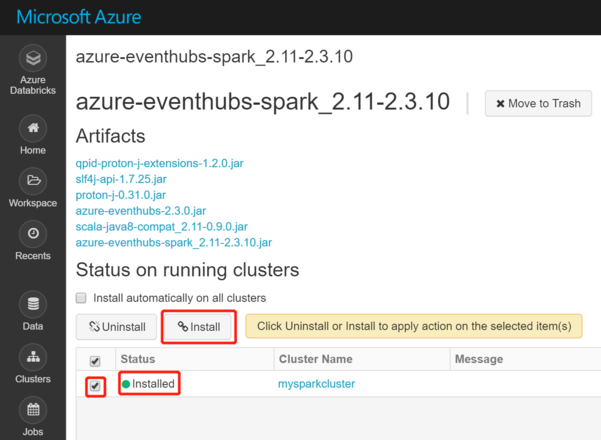 Microsoft Azure
Azure
Databricks
Home
Workspace
Recents
Data
Clusters
Jobs
azure-eventhubs-spark_2.11-2.3.10
azure-eventhubs-spark_2.11-2.3.10
Move to Trash
Artifacts
qpid-proton-j-extensions-1.2.0.jar
slf4j-api-1.7.25.jar
proton-j-0.31.0.jar
azure-eventhubs-2.3.0.jar
scala-java8-compat_2.11-0.9.0.jar
azure-eventhubs-spark_2.11-2.3.10.jar
Status on running clusters
Install automatically on all clusters
Uninstall
Install
Click Uninstall or Install to apply action on the selected item(s)
Status Cluster Name Message
Installed mysparkcluster